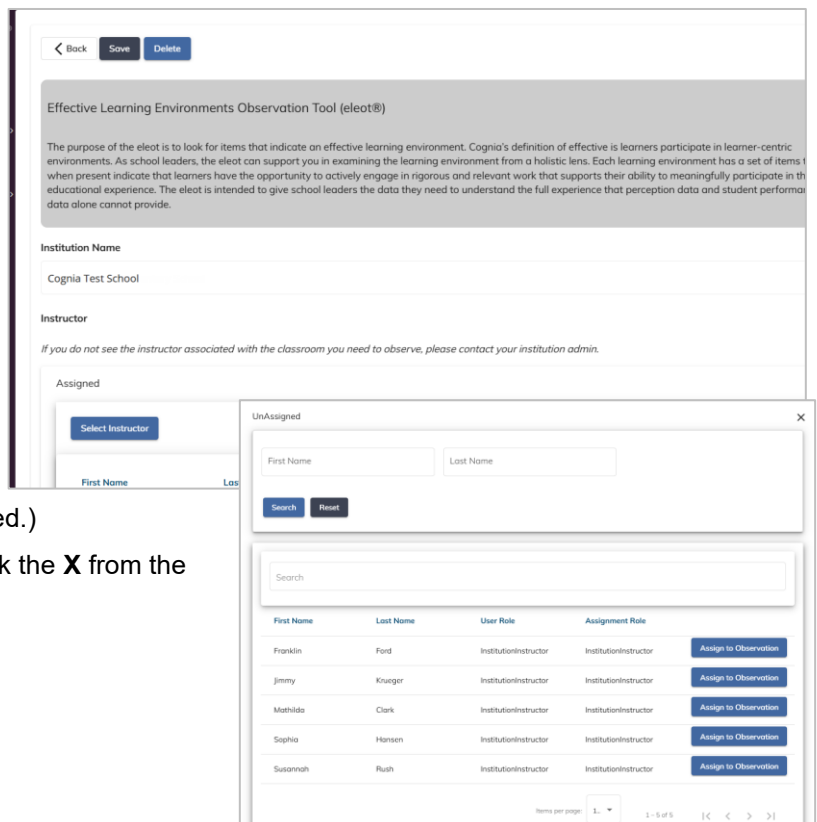 Back Save Delete
Effective Learning Environments Observation Tool (eleot®)
The purpose of the eleot is to look for items that indicate an effective learning environment. Cognia's definition of effective is learners participate in learner-centric
environments. As school leaders, the eleot can support you in examining the learning environment from a holistic lens. Each learning environment has a set of items
when present indicate that learners have the opportunity to actively engage in rigorous and relevant work that supports their ability to meaningfully participate in th
educational experience. The eleot is intended to give school leaders the data they need to understand the full experience that perception data and student performa
data alone cannot provide.
Institution Name
Cognia Test School
Instructor
If you do not see the instructor associated with the classroom you need to observe, please contact your institution admin.
Assigned
Select Instructor
First Name Las
ed.)
k the X from the
UnAssigned X
First Name Last Name
Search Reset
Search
First Name Last Name User Role Assignment Role
Franklin Ford InstitutionInstructor InstitutionInstructor Assign to Observation
Jimmy Krueger InstitutionInstructor InstitutionInstructor Assign to Observation
Mathilda Clark InstitutionInstructor InstitutionInstructor Assign to Observation
Sophia Hansen InstitutionInstructor InstitutionInstructor Assign to Observation
Susannah Rush InstitutionInstructor InstitutionInstructor Assign to Observation
Items per page: 1.. 1 - 5 of 5